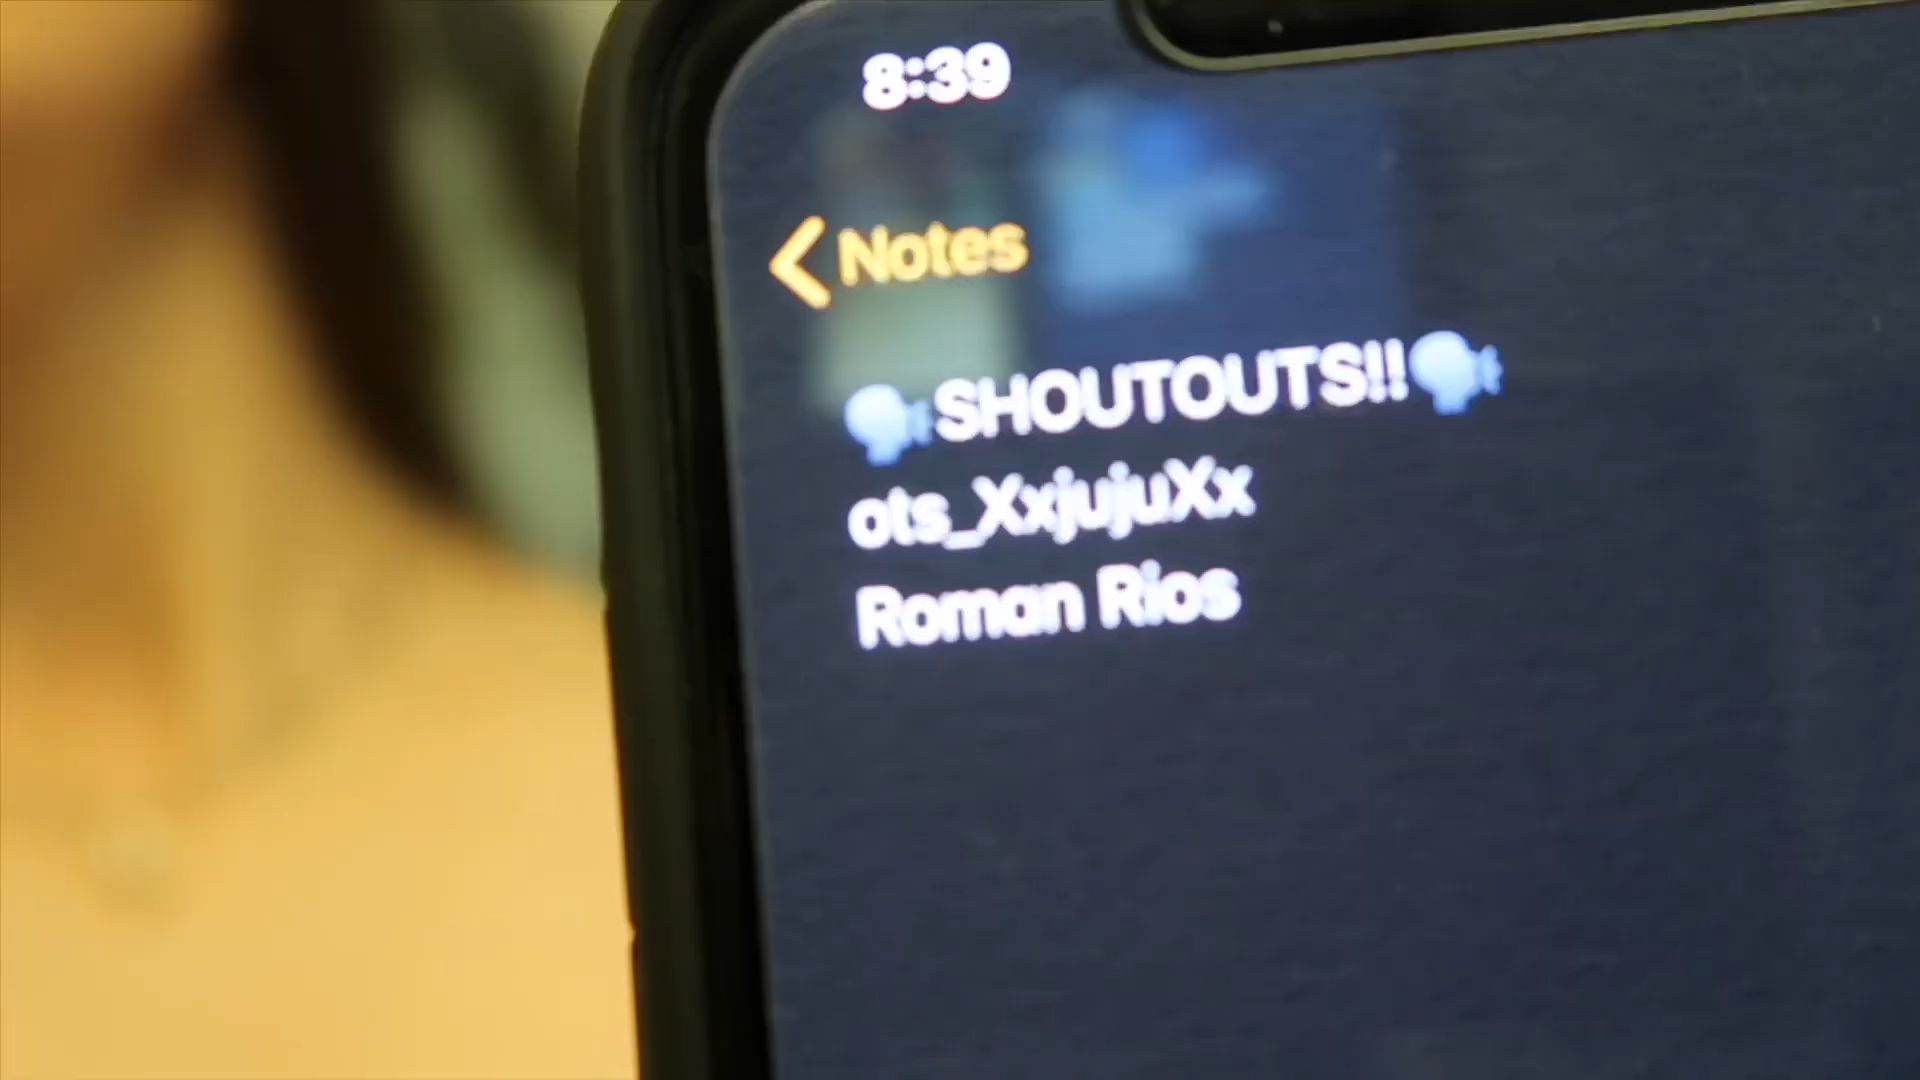 8:39
Notes
🗣SHOUTOUTS!!🗣
ots_XxjujuXx
Roman Rios